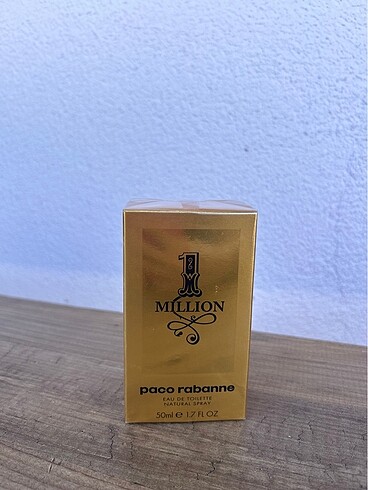 1
MILLION
paco rabanne
EAU DE TOILETTE
NATURAL SPRAY
50ml ℮ 1.7 FL OZ